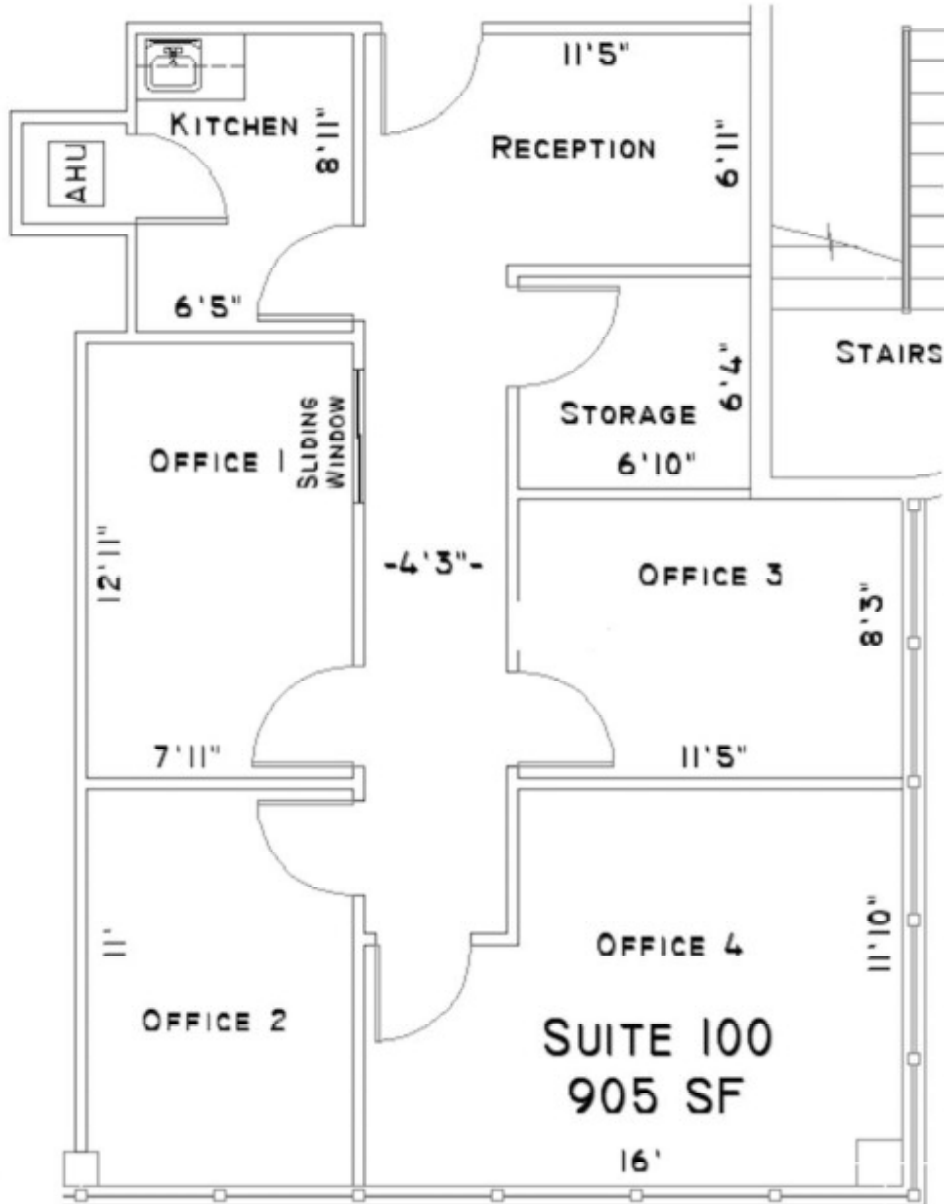 11'5"
KITCHEN
8'11"
RECEPTION
6'11"
AHU
6'5"
STAIRS
6'4"
SLIDING
WINDOW
STORAGE
OFFICE 1
6'10"
12'11"
-4'3"-
OFFICE 3
8'3"
7'11"
11'5"
11'
OFFICE 4
11'10"
OFFICE 2
SUITE 100
905 SF
16'